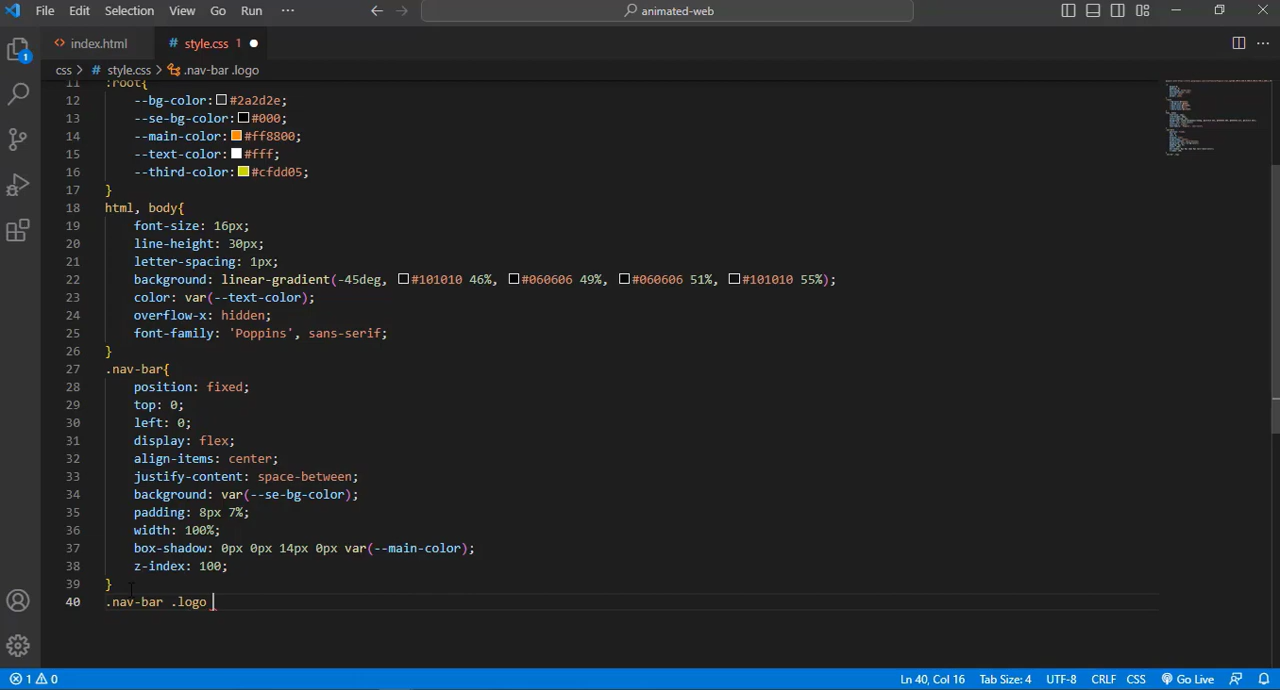 File Edit Selection View Go Run ··· animated-web
1
index.html style.css 1
css > # style.css > .nav-bar .logo
11 :root{
12 --bg-color: #2a2d2e;
13 --se-bg-color: #000;
14 --main-color: #ff8800;
15 --text-color: #fff;
16 --third-color: #cfdd05;
17 }
18 html, body{
19 font-size: 16px;
20 line-height: 30px;
21 letter-spacing: 1px;
22 background: linear-gradient(-45deg, #101010 46%, #060606 49%, #060606 51%, #101010 55%);
23 color: var(--text-color);
24 overflow-x: hidden;
25 font-family: 'Poppins', sans-serif;
26 }
27 .nav-bar{
28 position: fixed;
29 top: 0;
30 left: 0;
31 display: flex;
32 align-items: center;
33 justify-content: space-between;
34 background: var(--se-bg-color);
35 padding: 8px 7%;
36 width: 100%;
37 box-shadow: 0px 0px 14px 0px var(--main-color);
38 z-index: 100;
39 }
40 .nav-bar .logo
1 0 Ln 40, Col 16 Tab Size: 4 UTF-8 CRLF CSS Go Live